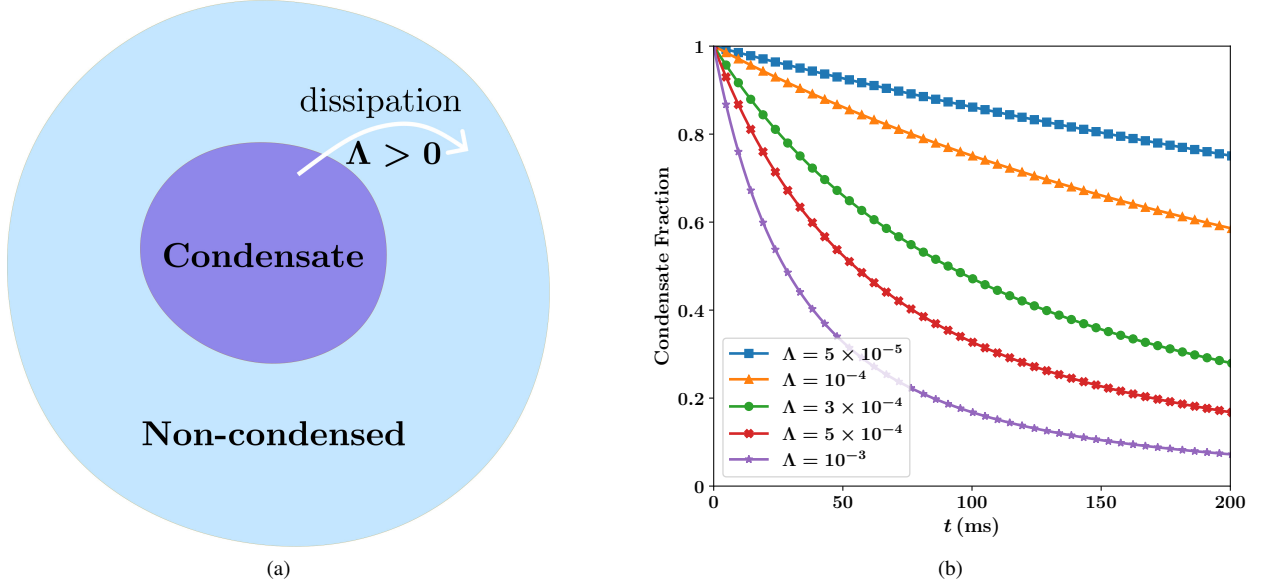 dissipation
Λ > 0
Condensate
Non-condensed
(a)
Condensate Fraction
1
0.8
0.6
0.4
0.2
0
Λ = 5 × 10⁻⁵
Λ = 10⁻⁴
Λ = 3 × 10⁻⁴
Λ = 5 × 10⁻⁴
Λ = 10⁻³
0 50 100 150 200
t (ms)
(b)